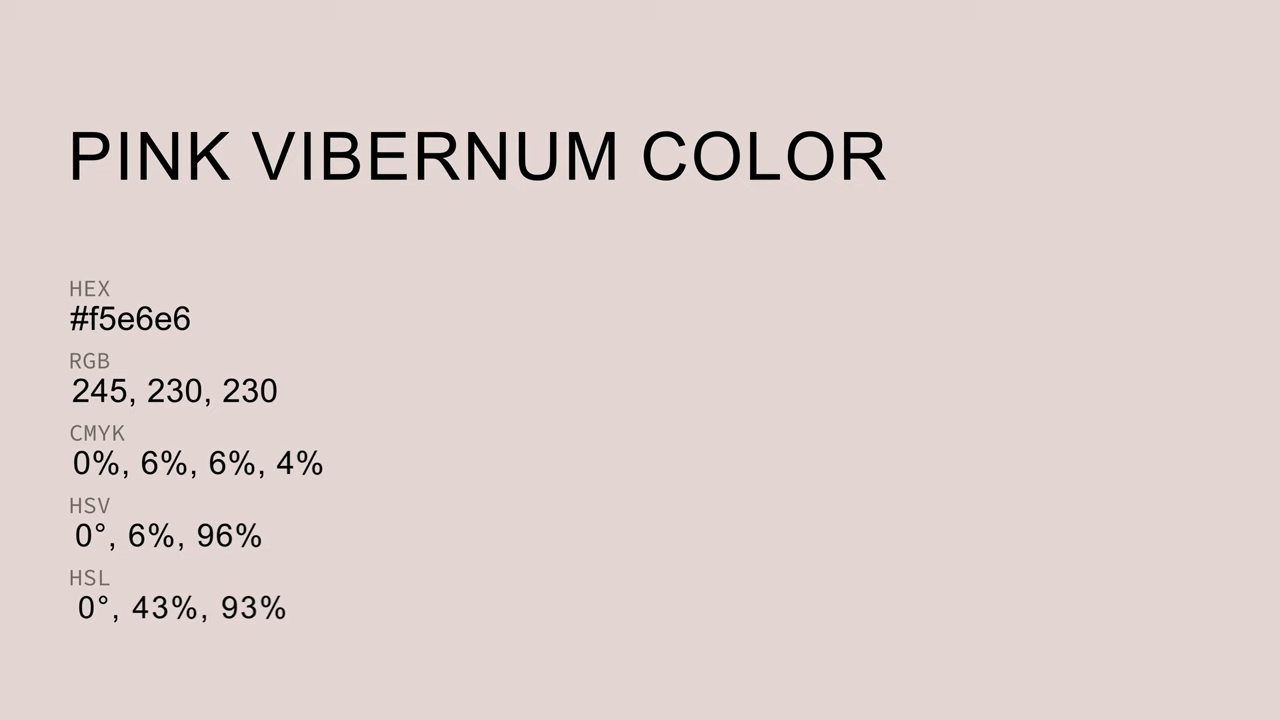 PINK VIBERNUM COLOR
HEX
#f5e6e6
RGB
245, 230, 230
CMYK
0%, 6%, 6%, 4%
HSV
0°, 6%, 96%
HSL
0°, 43%, 93%